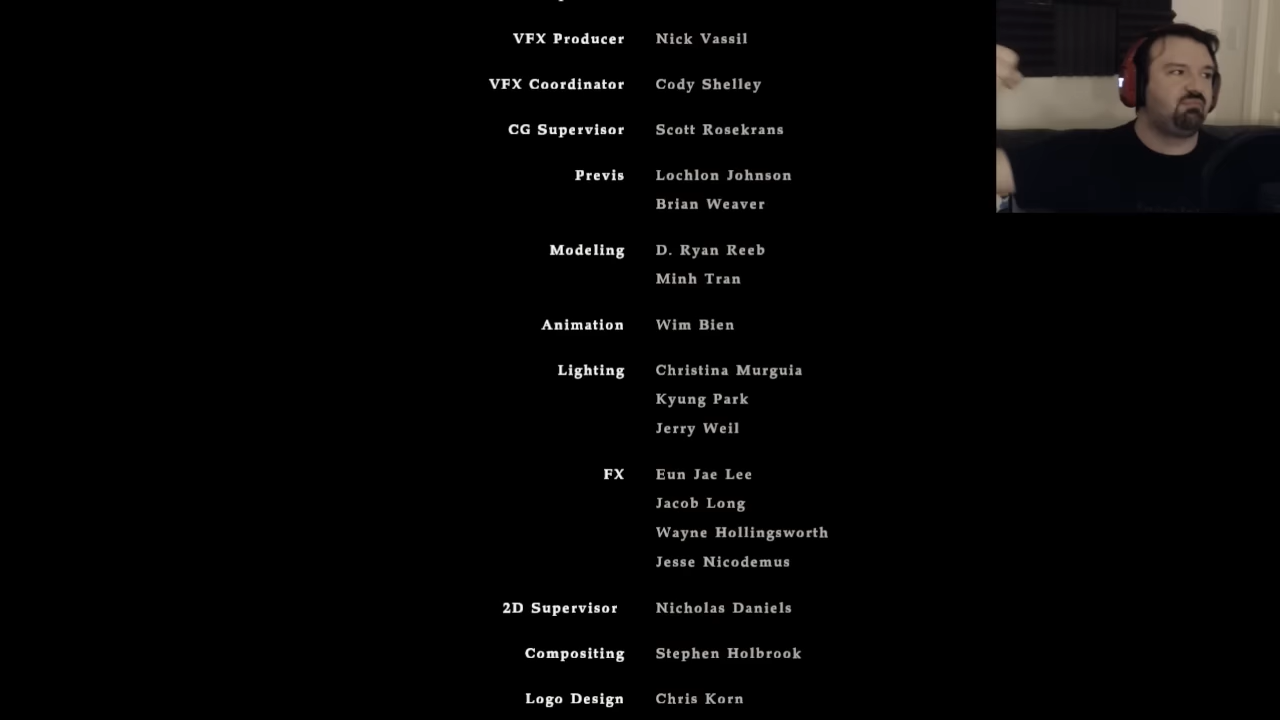 VFX Producer Nick Vassil
VFX Coordinator Cody Shelley
CG Supervisor Scott Rosekrans
Previs Lochlon Johnson
Brian Weaver
Modeling D. Ryan Reeb
Minh Tran
Animation Wim Bien
Lighting Christina Murguia
Kyung Park
Jerry Weil
FX Eun Jae Lee
Jacob Long
Wayne Hollingsworth
Jesse Nicodemus
2D Supervisor Nicholas Daniels
Compositing Stephen Holbrook
Logo Design Chris Korn